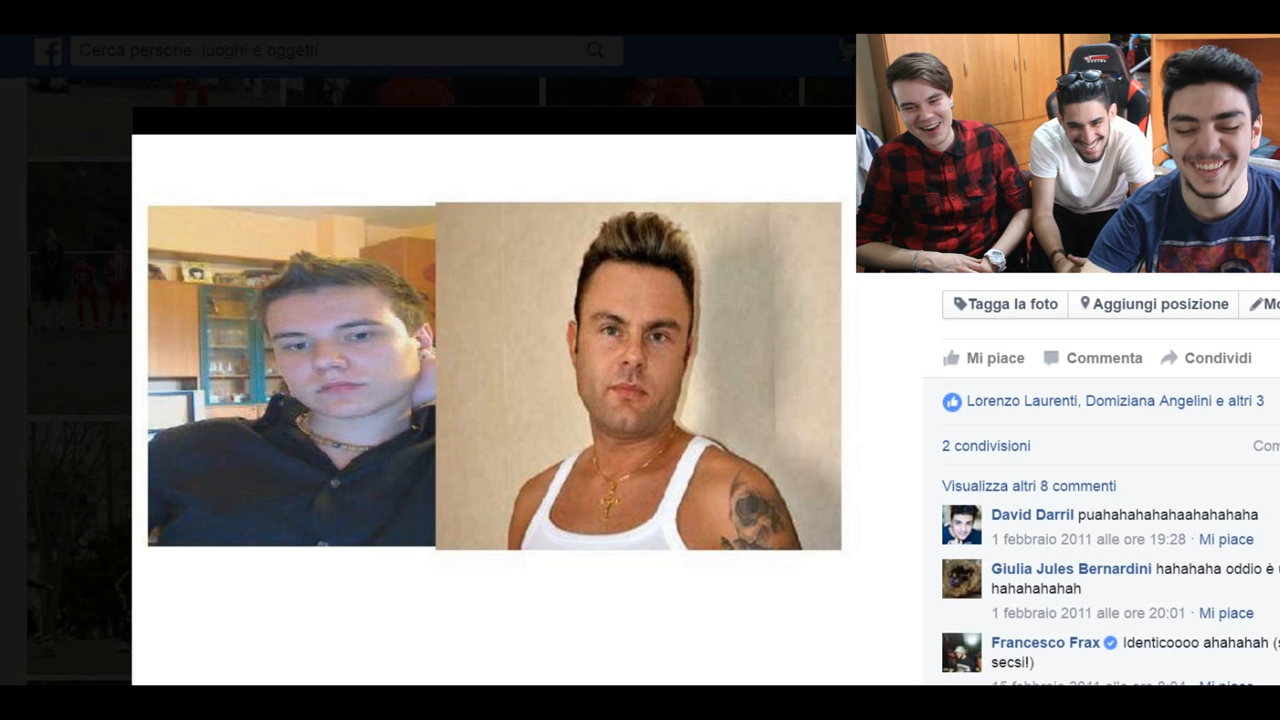 Cerca persone, luoghi e oggetti
Tagga la foto
Aggiungi posizione
Mi piace
Commenta
Condividi
Lorenzo Laurenti, Domiziana Angelini e altri 3
2 condivisioni
Visualizza altri 8 commenti
David Darril puahahahahahaahahahaha
1 febbraio 2011 alle ore 19:28 · Mi piace
Giulia Jules Bernardini hahahaha oddio è
hahahahahah
1 febbraio 2011 alle ore 20:01 · Mi piace
Francesco Frax Identicoooo ahahahah
secsi!)